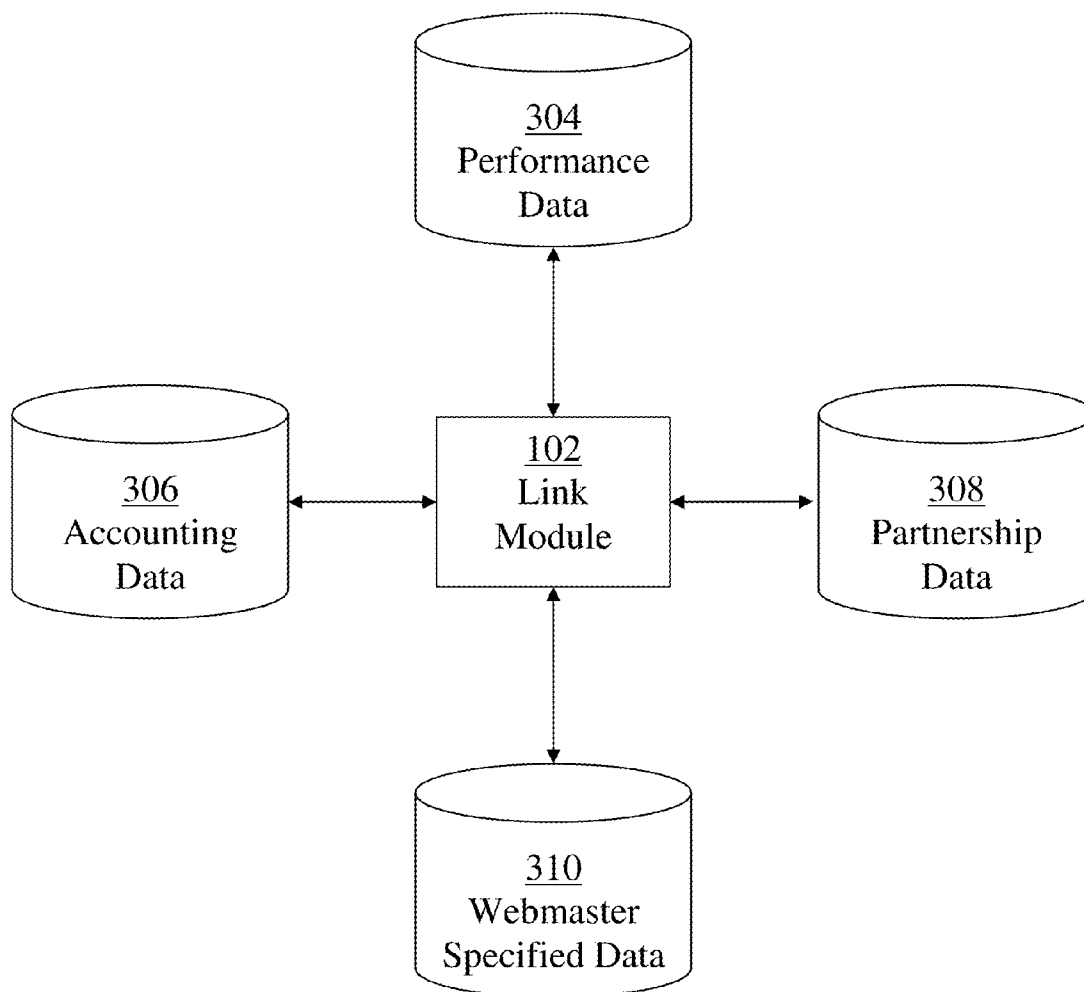 304
Performance
Data
306
Accounting
Data
102
Link
Module
308
Partnership
Data
310
Webmaster
Specified Data